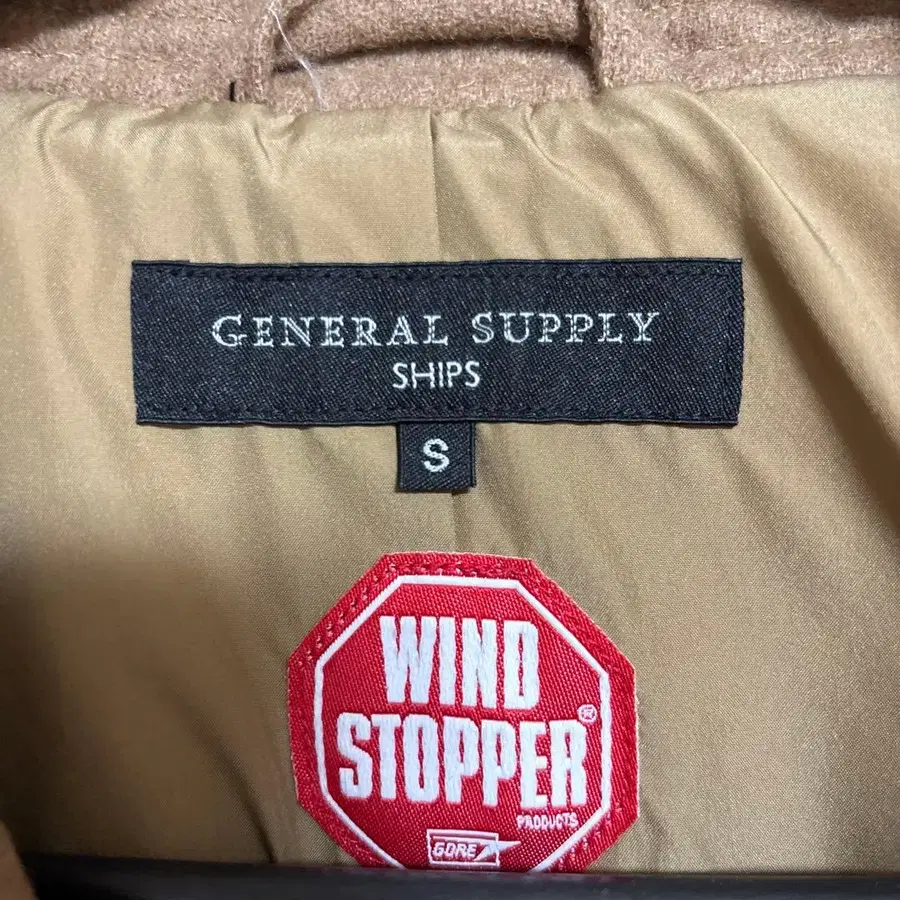 GENERAL SUPPLY
SHIPS
S
WIND
STOPPER®
PRODUCTS
GORE